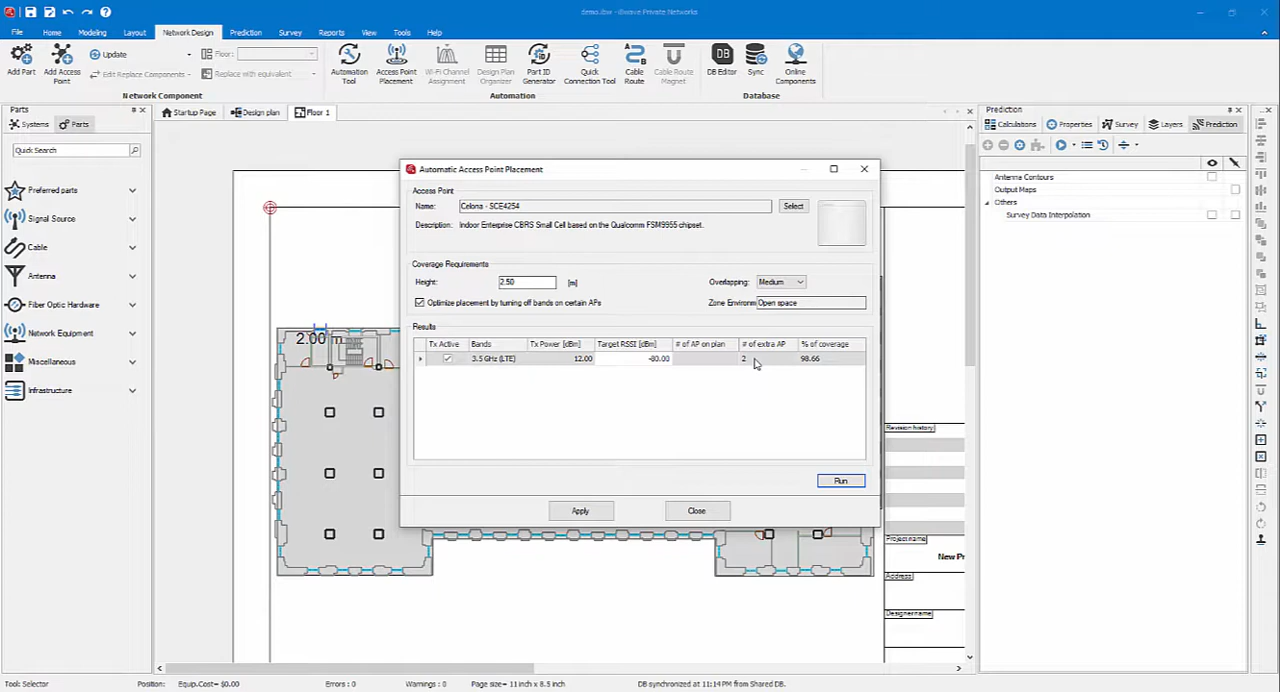 demo.ibw - iBwave Private Networks
File Home Modeling Layout Network Design Prediction Survey Reports View Tools Help
Add Part
Add Access Point
Update
Edit Replace Components
Floor:
Replace with equivalent
Network Component
Automation Tool
Access Point Placement
Wi-Fi Channel Assignment
Design Plan Organizer
Part ID Generator
Quick Connection Tool
Cable Route
Cable Route Magnet
Automation
DB
DB Editor
Sync
Online Components
Database
Parts
Systems Parts
Quick Search
Preferred parts
Signal Source
Cable
Antenna
Fiber Optic Hardware
Network Equipment
Miscellaneous
Infrastructure
Startup Page Design plan Floor 1
2.00 m
Automatic Access Point Placement
Access Point
Name: Celona - SCE4254 Select
Description: Indoor Enterprise CBRS Small Cell based on the Qualcomm FSM9955 chipset.
Coverage Requirements
Height: 2.50 [m] Overlapping: Medium
Optimize placement by turning off bands on certain APs Zone Environm Open space
Results
Tx Active Bands Tx Power [dBm] Target RSSI [dBm] # of AP on plan # of extra AP % of coverage
3.5 GHz (LTE) 12.00 -80.00 2 98.66
Run
Apply Close
Revision history
Project name
New Pr
Address
Designer name
Prediction
Calculations Properties Survey Layers Prediction
Antenna Contours
Output Maps
Others
Survey Data Interpolation
Tool: Selector Position: Equip.Cost= $0.00 Errors : 0 Warnings : 0 Page size= 11 inch x 8.5 inch DB synchronized at 11:14 PM from Shared DB.